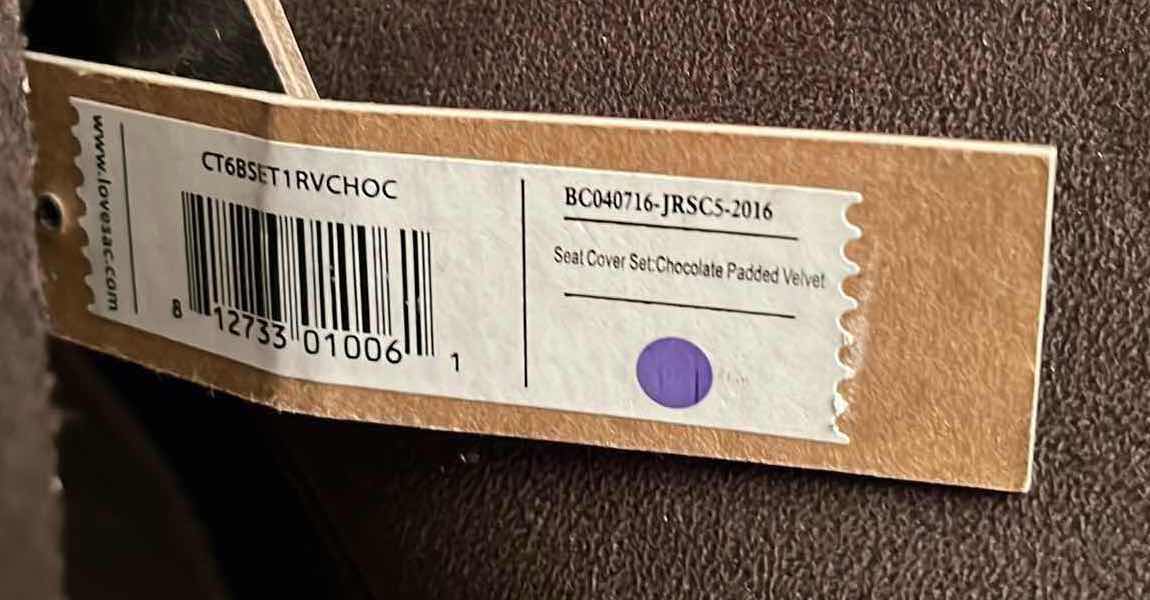 www.lovesac.com
CT6BSET1RVCHOC
8 12733 01006 1
BC040716-JRSC5-2016
Seat Cover Set:Chocolate Padded Velvet